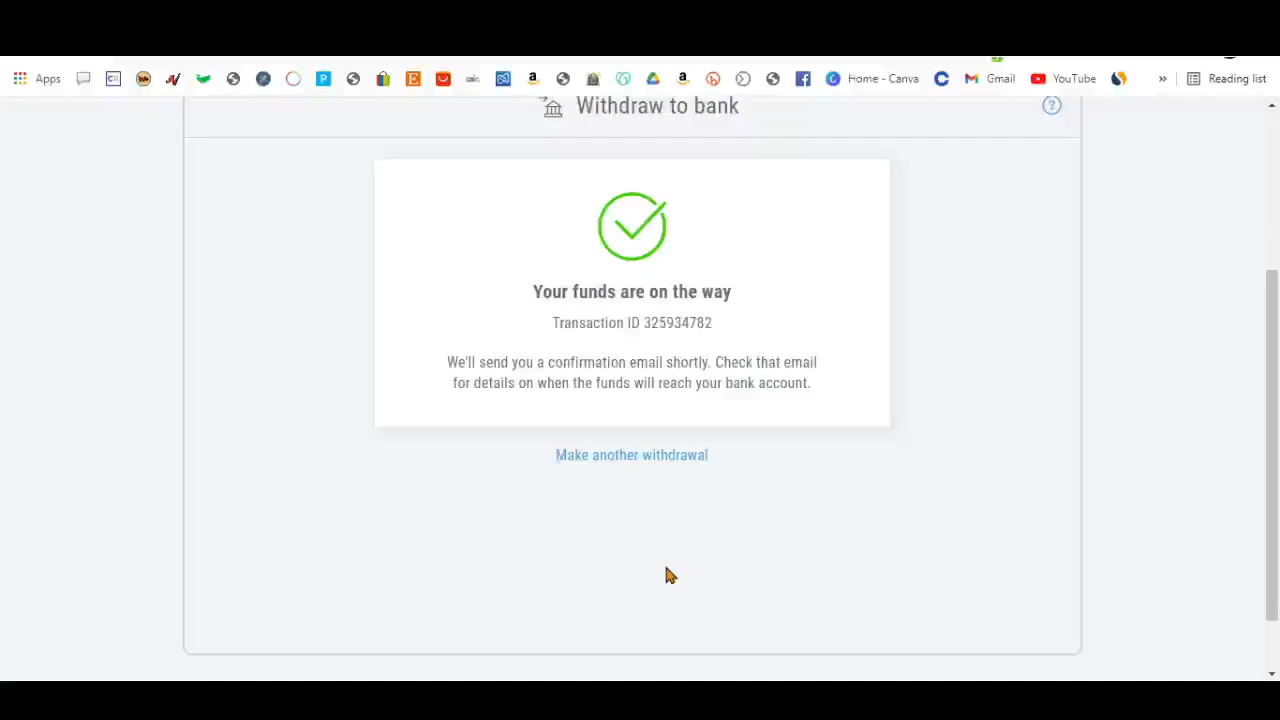 Apps Home - Canva Gmail YouTube » Reading list
Withdraw to bank
Your funds are on the way
Transaction ID 325934782
We'll send you a confirmation email shortly. Check that email
for details on when the funds will reach your bank account.
Make another withdrawal